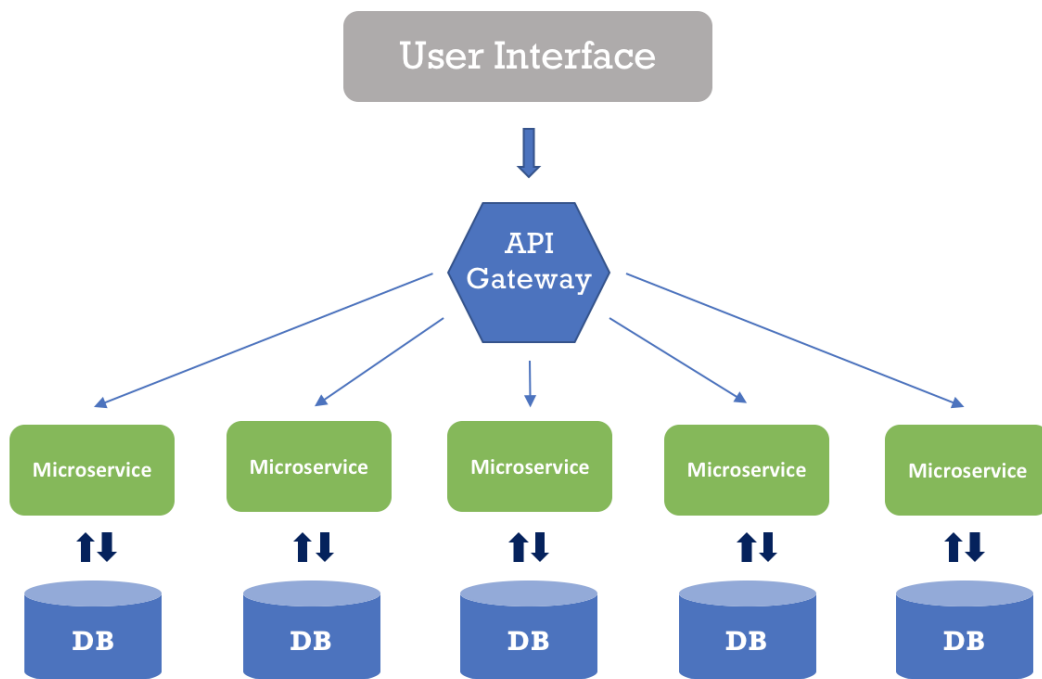 User Interface
API
Gateway
Microservice
Microservice
Microservice
Microservice
Microservice
DB
DB
DB
DB
DB